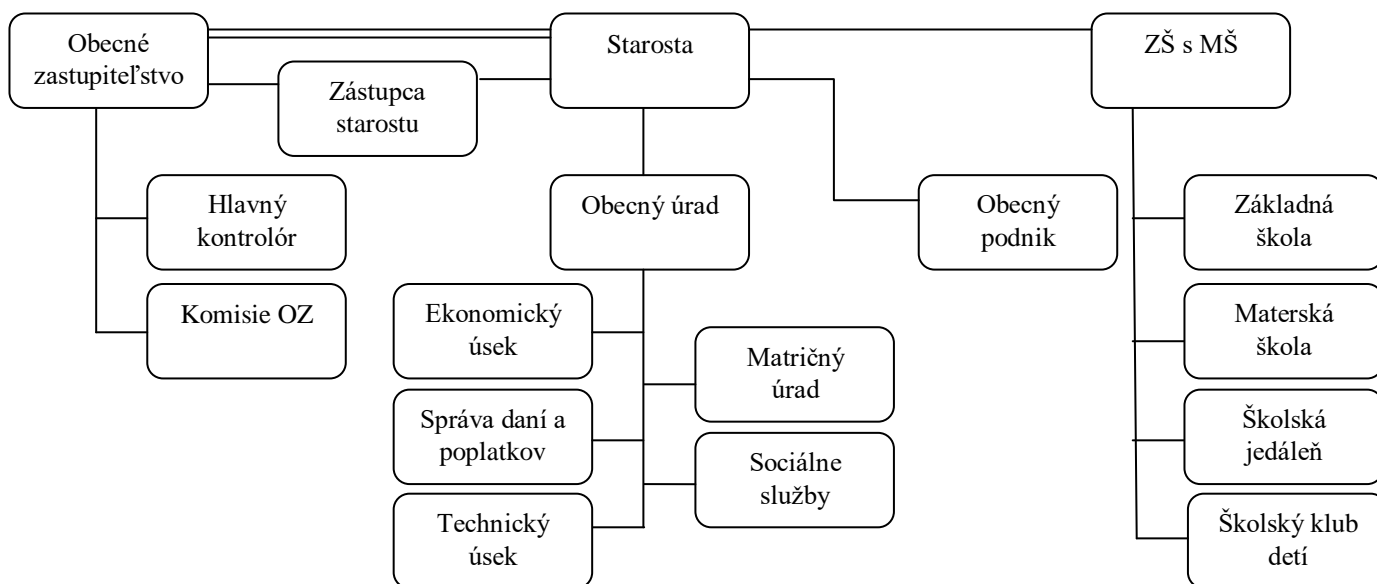 Obecné
zastupiteľstvo
Starosta
ZŠ s MŠ
Zástupca
starostu
Hlavný
kontrolór
Obecný úrad
Obecný
podnik
Základná
škola
Komisie OZ
Ekonomický
úsek
Materská
škola
Matričný
úrad
Správa daní a
poplatkov
Školská
jedáleň
Sociálne
služby
Technický
úsek
Školský klub
detí